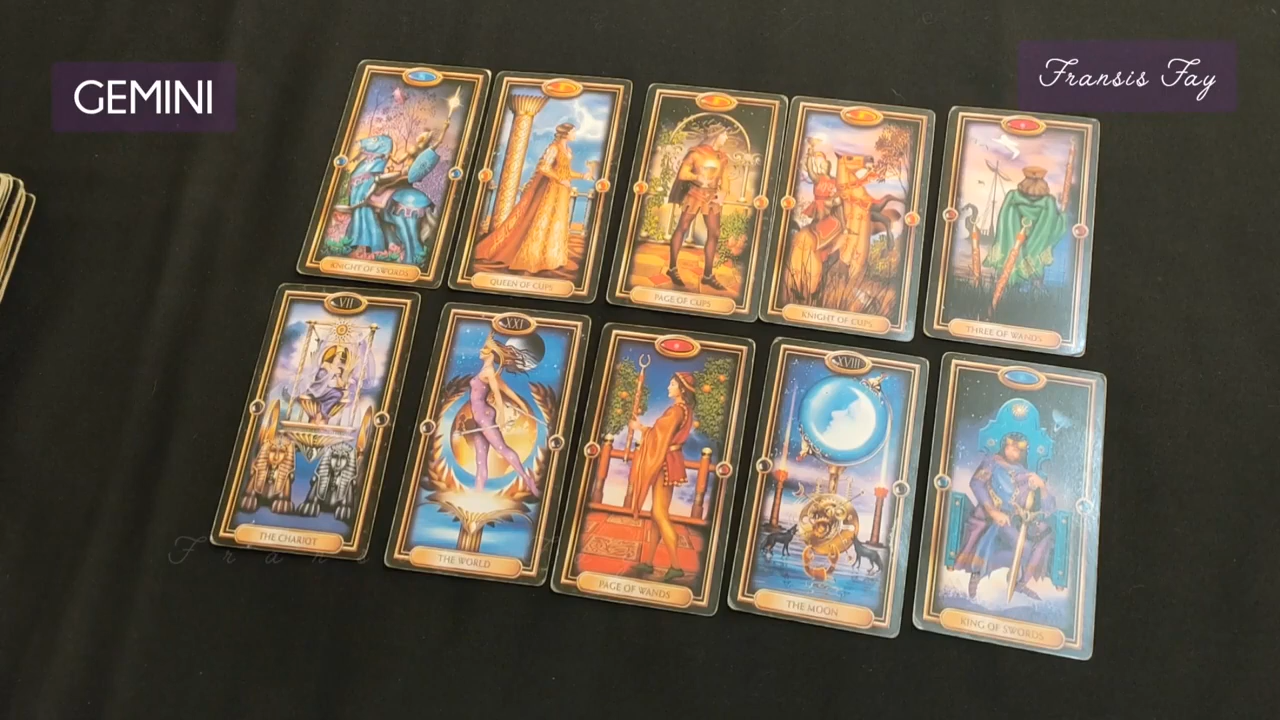 GEMINI
Fransis Fay
KNIGHT OF SWORDS
QUEEN OF CUPS
PAGE OF CUPS
KNIGHT OF CUPS
THREE OF WANDS
VII
THE CHARIOT
XXI
THE WORLD
PAGE OF WANDS
XVIII
THE MOON
KING OF SWORDS
F r a n